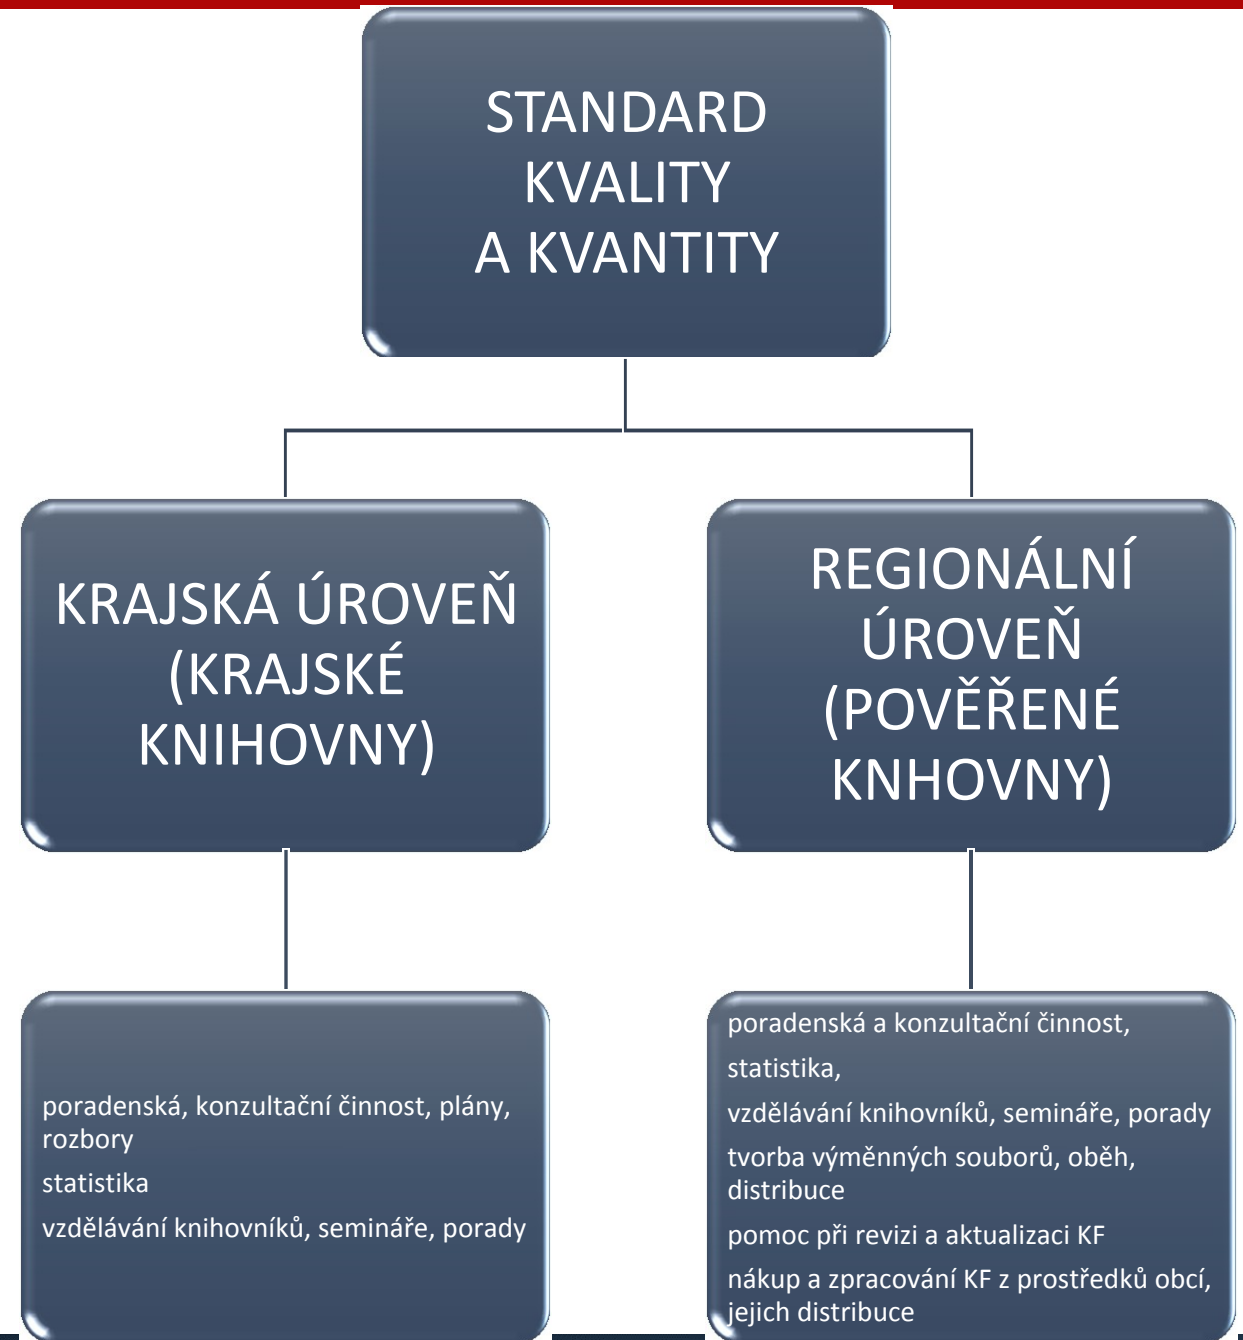 STANDARD
KVALITY
A KVANTITY
KRAJSKÁ ÚROVEŇ
(KRAJSKÉ
KNIHOVNY)
REGIONÁLNÍ
ÚROVEŇ
(POVĚŘENÉ
KNHOVNY)
poradenská, konzultační činnost, plány,
rozbory
statistika
vzdělávání knihovníků, semináře, porady
poradenská a konzultační činnost,
statistika,
vzdělávání knihovníků, semináře, porady
tvorba výměnných souborů, oběh,
distribuce
pomoc při revizi a aktualizaci KF
nákup a zpracování KF z prostředků obcí,
jejich distribuce